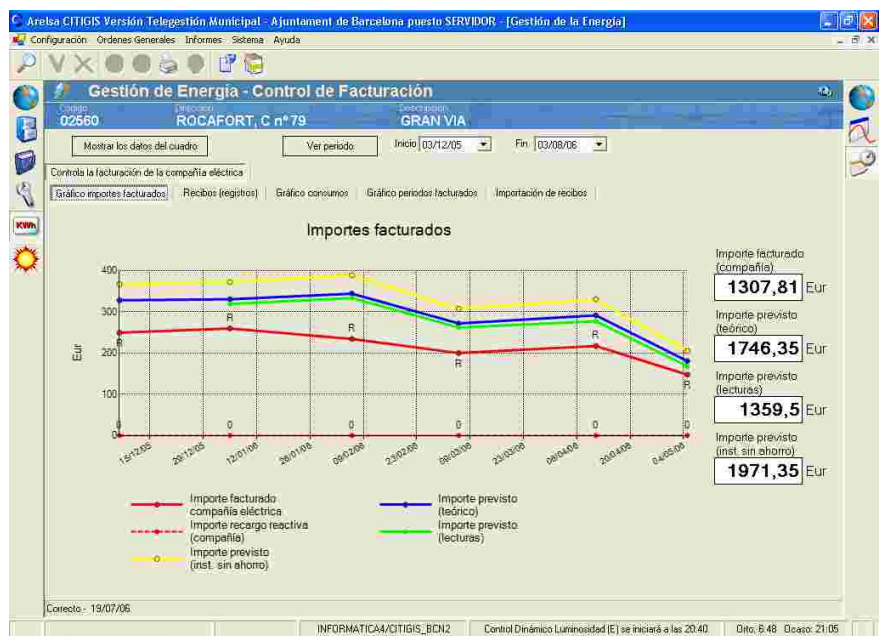 Arelsa CITIGIS Versión Telegestión Municipal - Ajuntament de Barcelona puesto SERVIDOR - [Gestión de la Energía]
Configuración Ordenes Generales Informes Sistema Ayuda
Gestión de Energía - Control de Facturación
Código Dirección Descripción
02560 ROCAFORT, C nº 79 GRAN VIA
Mostrar los datos del cuadro Ver periodo Inicio 03/12/05 Fin 03/08/06
Controla la facturación de la compañía eléctrica
Gráfico importes facturados Recibos (registros) Gráfico consumos Gráfico periodos facturados Importación de recibos
KWh
Importes facturados
Importe facturado
(compañía)
1307,81 Eur
Importe previsto
(teórico)
1746,35 Eur
Importe previsto
(lecturas)
1359,5 Eur
Importe previsto
(inst. sin ahorro)
1971,35 Eur
400
300
200
100
0
Eur
R R R R R R
0 0 0 0 0 0
15/12/05 29/12/05 12/01/06 26/01/06 09/02/06 23/02/06 09/03/06 23/03/06 06/04/06 20/04/06 04/05/06
Importe facturado
compañía eléctrica
Importe recargo reactiva
(compañía)
Importe previsto
(inst. sin ahorro)
Importe previsto
(teórico)
Importe previsto
(lecturas)
Correcto - 19/07/06
INFORMATICA4/CITIGIS_BCN2 Control Dinámico Luminosidad (E) se iniciará a las 20:40 Orto: 6:48 Ocaso: 21:05